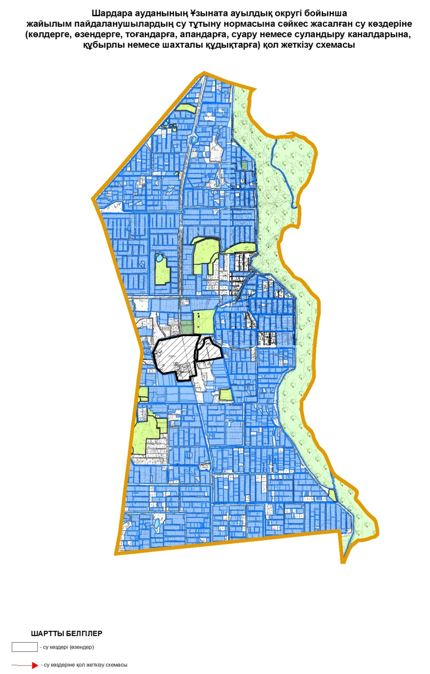 Шардара ауданының Ұзыната ауылдық округі бойынша
жайылым пайдаланушылардың су тұтыну нормасына сәйкес жасалған су көздеріне
(көлдерге, өзендерге, тоғандарға, апандарға, суару немесе суландыру каналдарына,
құбырлы немесе шахталы құдықтарға) қол жеткізу схемасы
ШАРТТЫ БЕЛГІЛЕР
- су көздері (өзендер)
- су көздеріне қол жеткізу схемасы